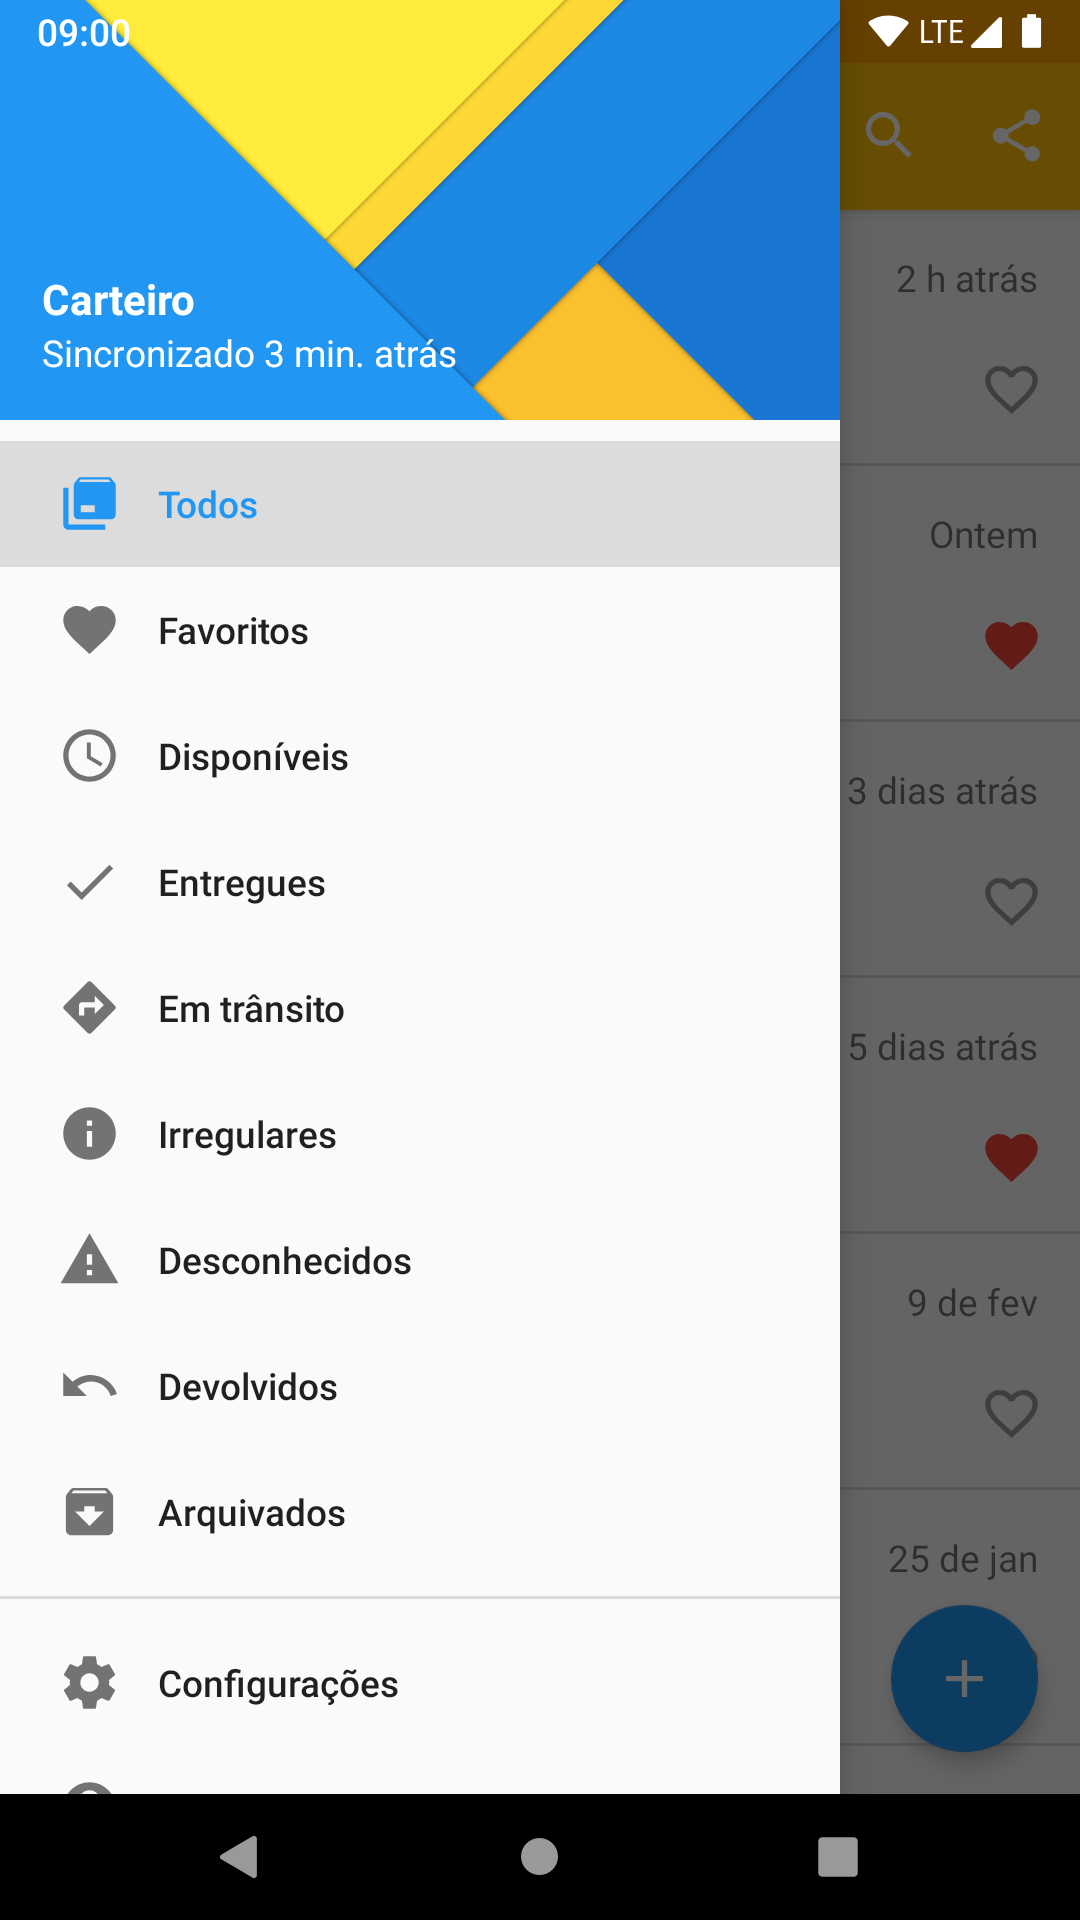 09:00
LTE
Carteiro
Sincronizado 3 min. atrás
Todos
Favoritos
Disponíveis
Entregues
Em trânsito
Irregulares
Desconhecidos
Devolvidos
Arquivados
Configurações
2 h atrás
Ontem
3 dias atrás
5 dias atrás
9 de fev
25 de jan